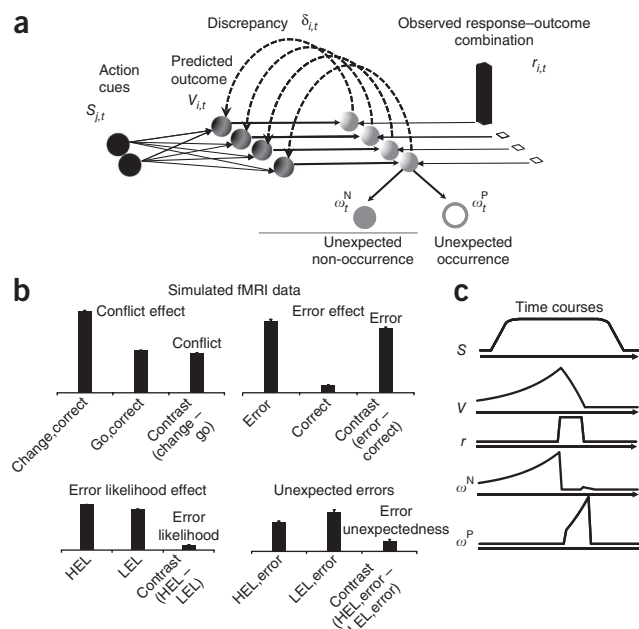 a
Discrepancy δi,t
Observed response–outcome
combination
ri,t
Action
cues
Sj,t
Predicted
outcome
Vi,t
ωtN
ωtP
Unexpected
non-occurrence
Unexpected
occurrence
b
Simulated fMRI data
Conflict effect
Conflict
Change,correct
Go,correct
Contrast
(change –
go)
Error effect
Error
Error
Correct
Contrast
(error –
correct)
Error likelihood effect
Error
likelihood
HEL
LEL
Contrast
(HEL –
LEL)
Unexpected errors
Error
unexpectedness
HEL,error
LEL,error
Contrast
(HEL,error –
LEL,error)
c
Time courses
S
V
r
ωN
ωP